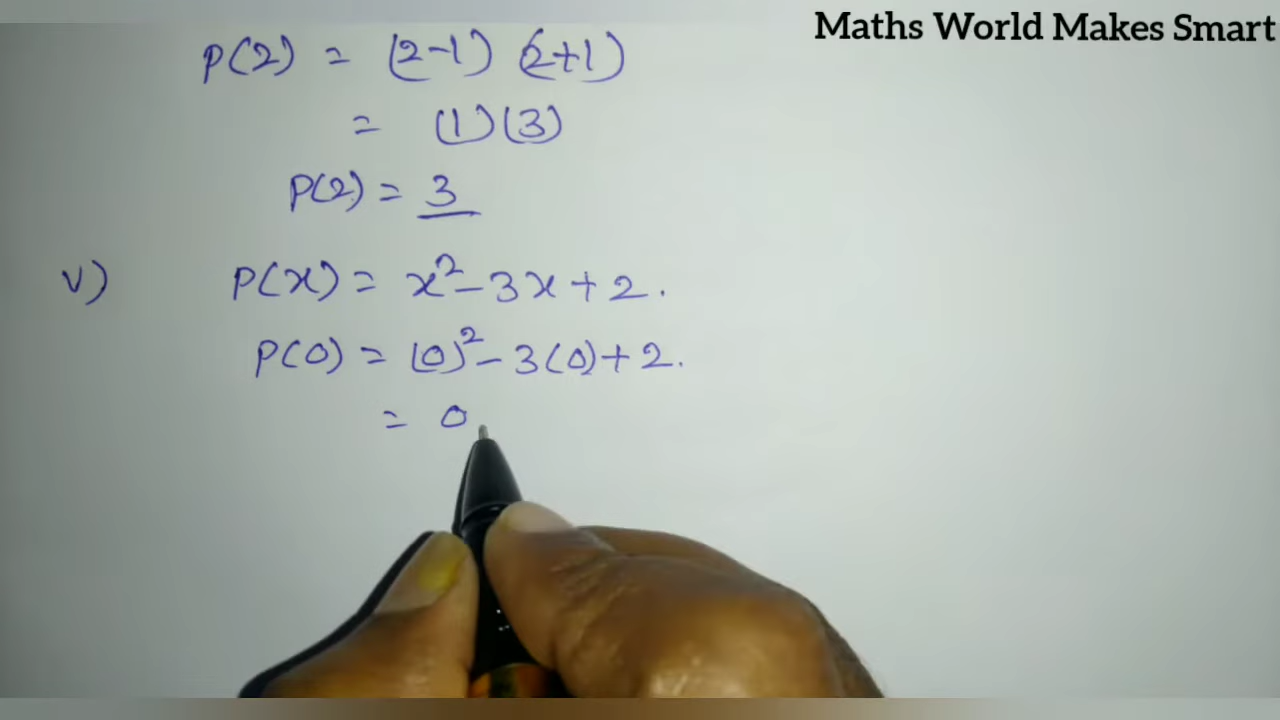 Maths World Makes Smart
P(2) = (2-1) (2+1)
= (1)(3)
P(2) = 3
v) P(x) = x² - 3x + 2.
P(0) = (0)² - 3(0) + 2.
= 0